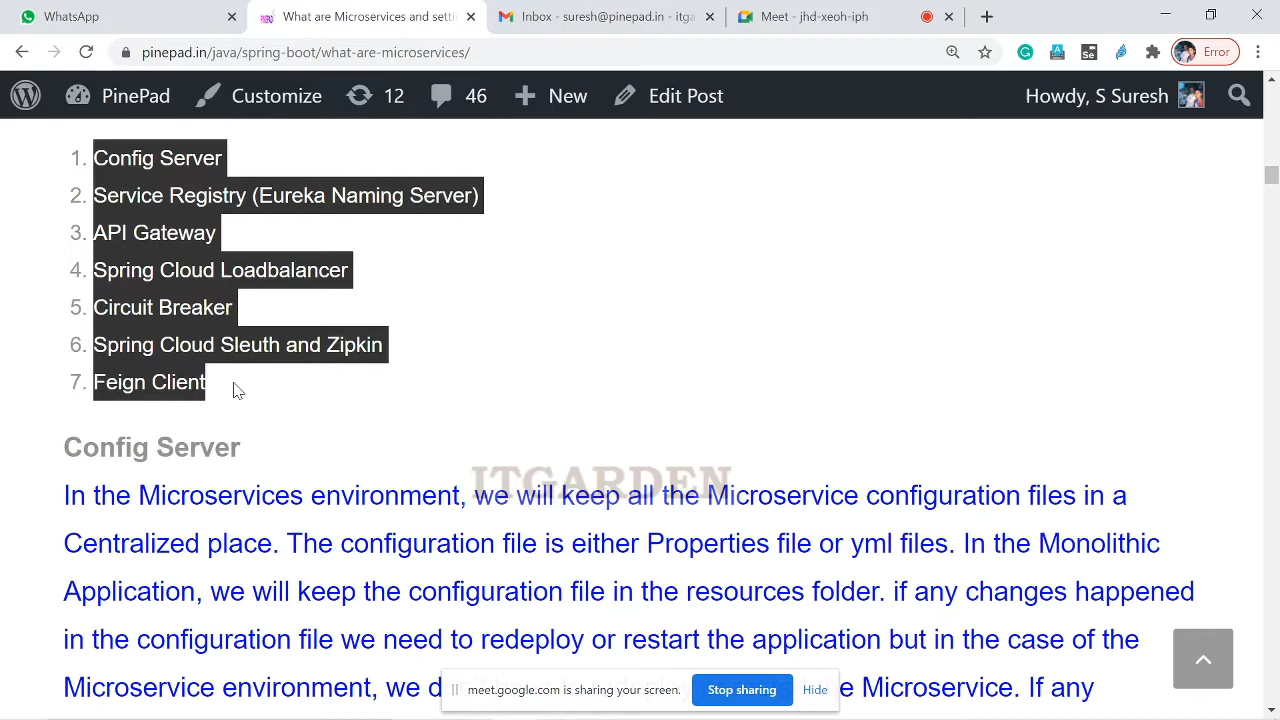 WhatsApp
What are Microservices and setti
Inbox - suresh@pinepad.in - itga
Meet - jhd-xeoh-iph
pinepad.in/java/spring-boot/what-are-microservices/
Error
PinePad
Customize
12
46
New
Edit Post
Howdy, S Suresh
1. Config Server
2. Service Registry (Eureka Naming Server)
3. API Gateway
4. Spring Cloud Loadbalancer
5. Circuit Breaker
6. Spring Cloud Sleuth and Zipkin
7. Feign Client
Config Server
ITGARDEN
In the Microservices environment, we will keep all the Microservice configuration files in a
Centralized place. The configuration file is either Properties file or yml files. In the Monolithic
Application, we will keep the configuration file in the resources folder. if any changes happened
in the configuration file we need to redeploy or restart the application but in the case of the
Microservice environment, we Microservice. If any
meet.google.com is sharing your screen.
Stop sharing
Hide